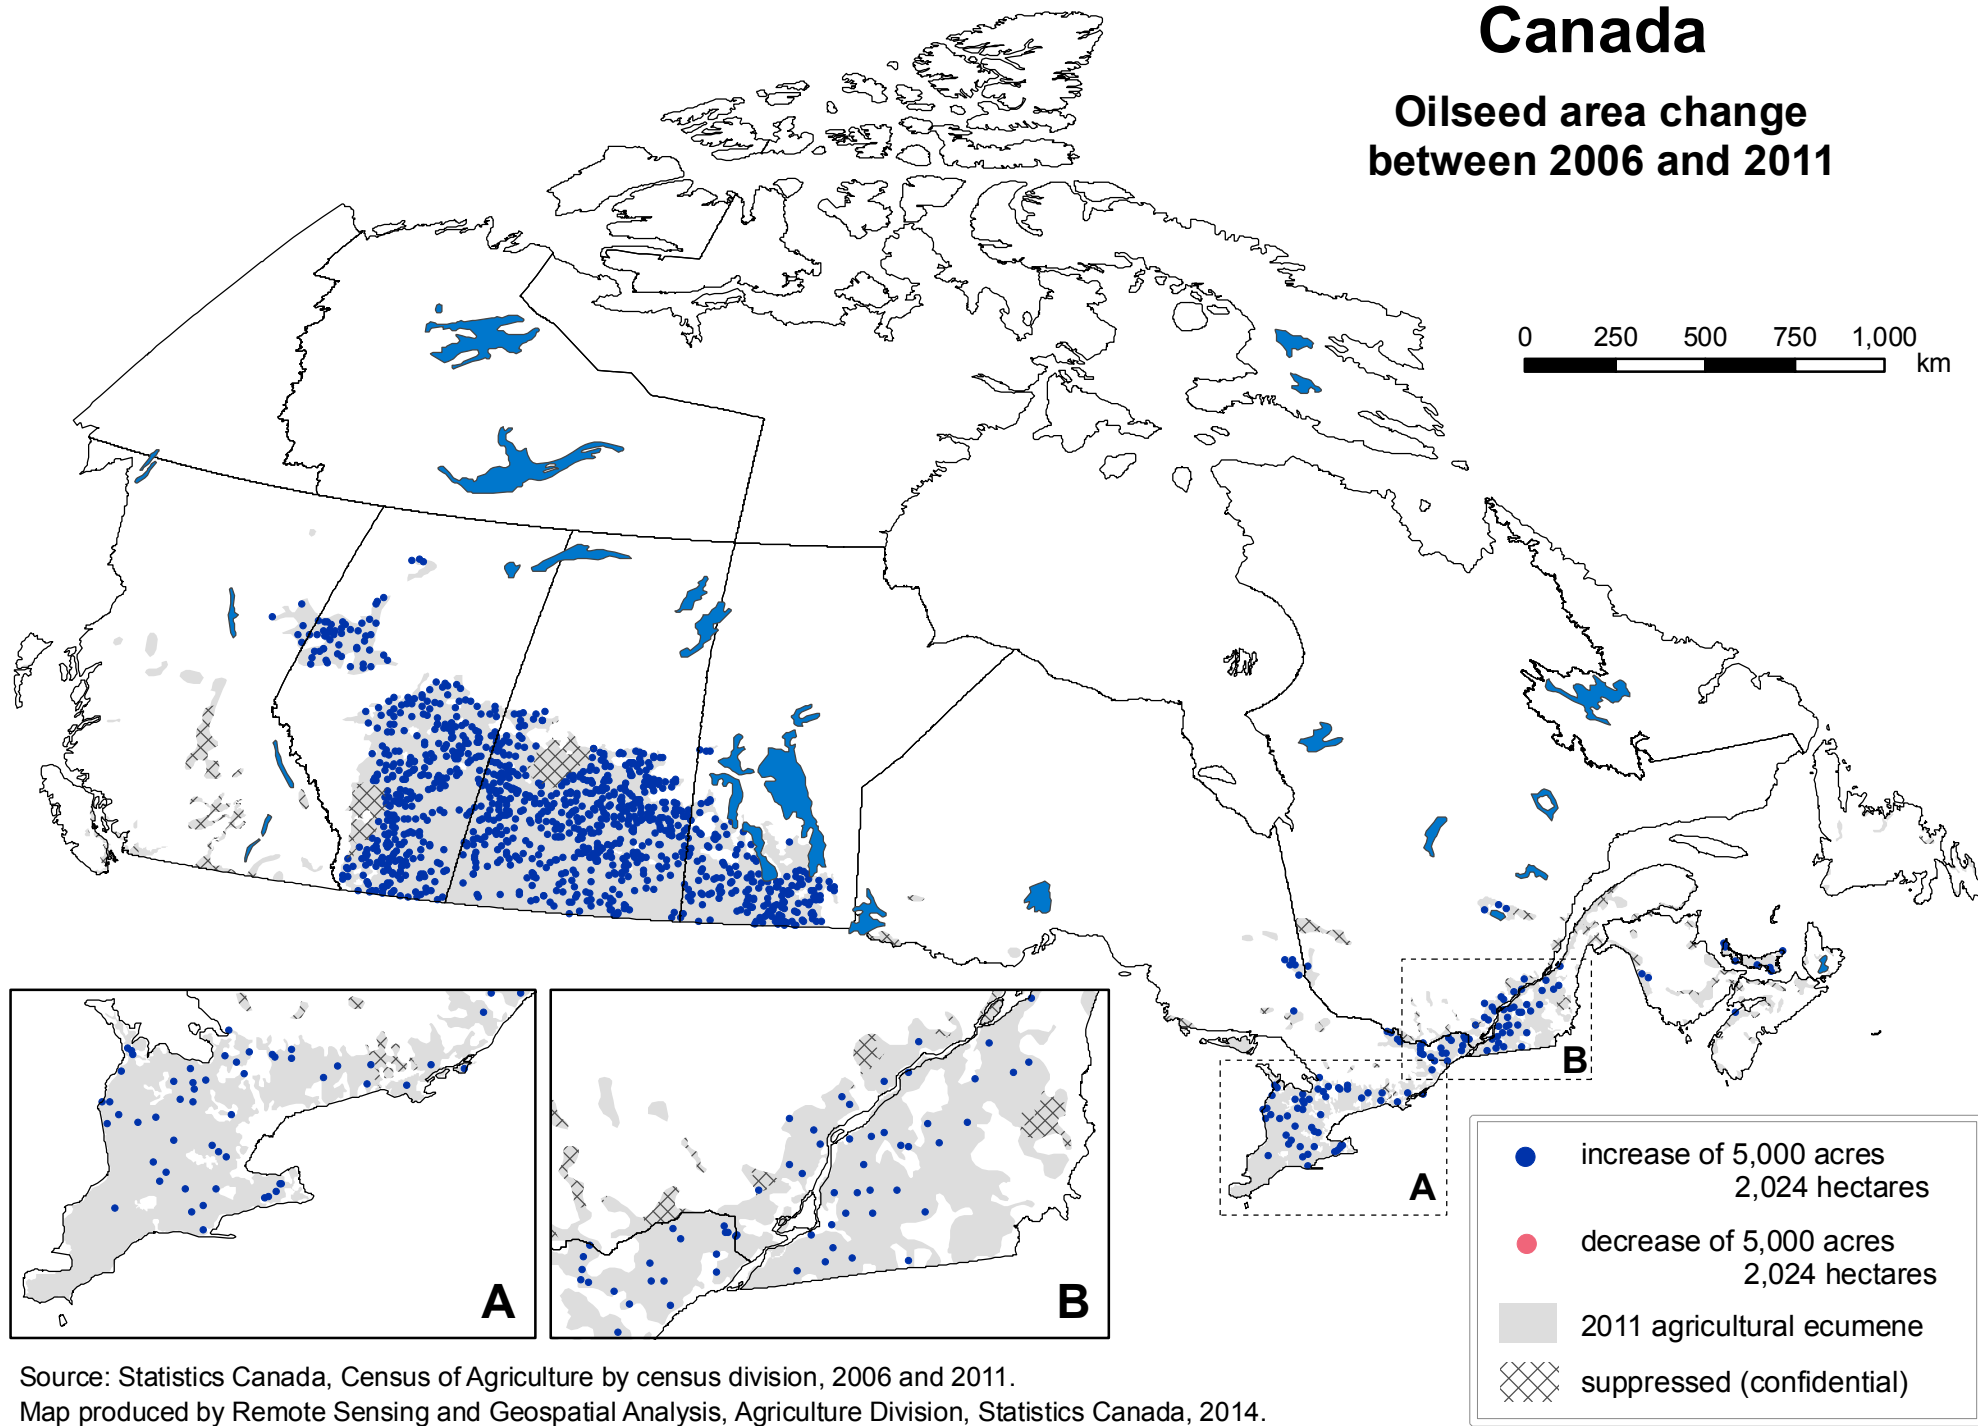 Canada
Oilseed area change
between 2006 and 2011
0 250 500 750 1,000
km
A
B
A
B
increase of 5,000 acres
2,024 hectares
decrease of 5,000 acres
2,024 hectares
2011 agricultural ecumene
suppressed (confidential)
Source: Statistics Canada, Census of Agriculture by census division, 2006 and 2011.
Map produced by Remote Sensing and Geospatial Analysis, Agriculture Division, Statistics Canada, 2014.